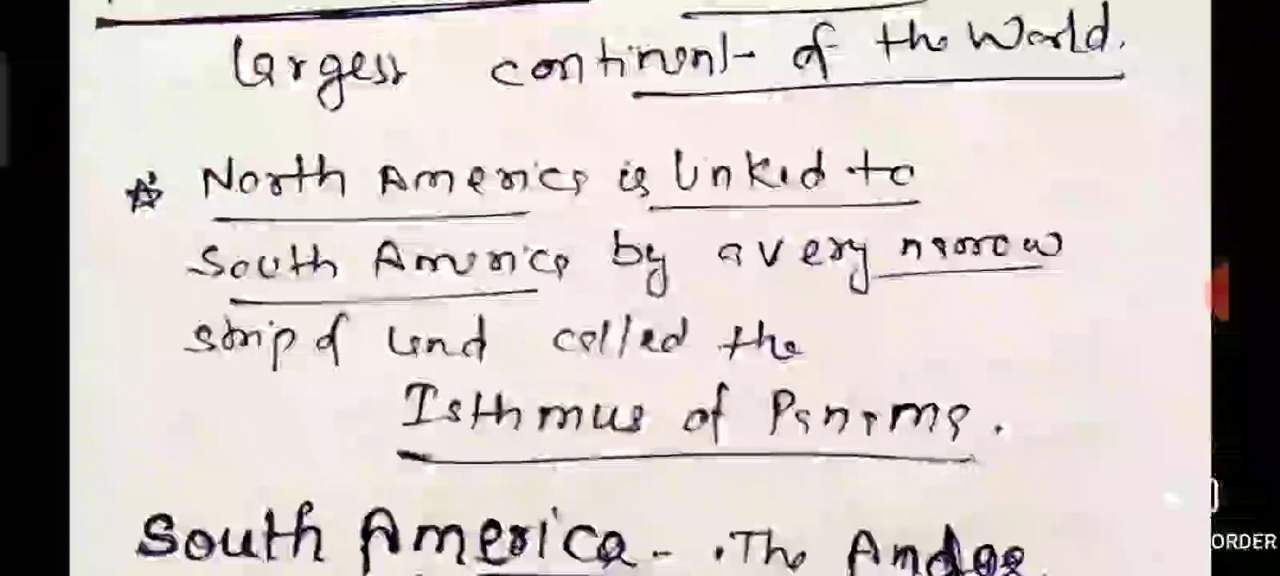 largest continent of the World.
☆ North America is linked to
South America by a very narrow
strip of land called the
Isthmus of Panama.
South America - . The Andes
ORDER